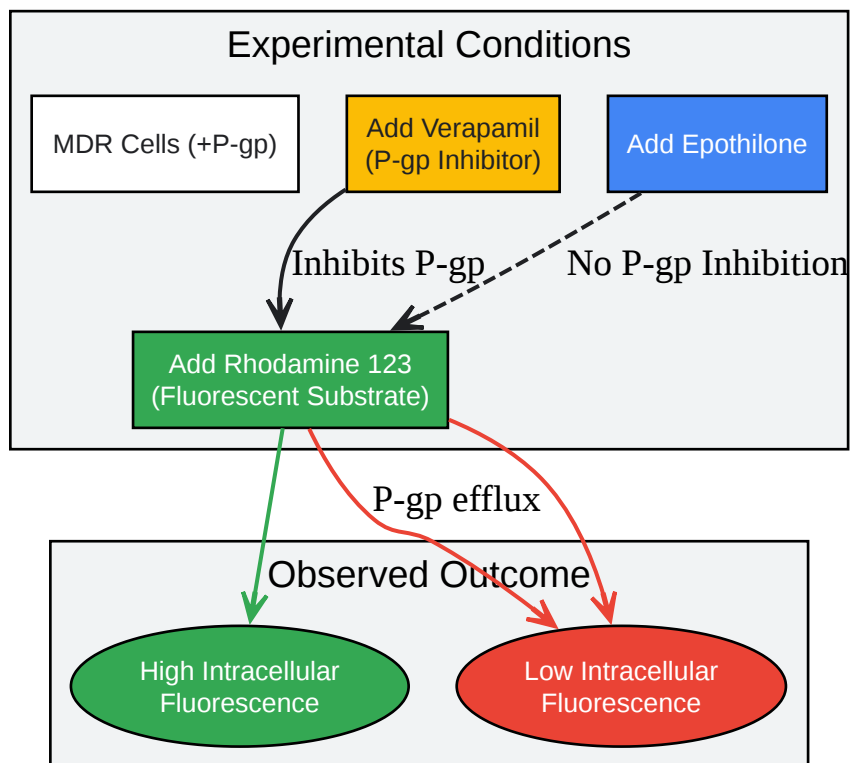 Experimental Conditions
MDR Cells (+P-gp)
Add Verapamil
(P-gp Inhibitor)
Add Epothilone
Inhibits P-gp
No P-gp Inhibition
Add Rhodamine 123
(Fluorescent Substrate)
P-gp efflux
Observed Outcome
High Intracellular
Fluorescence
Low Intracellular
Fluorescence